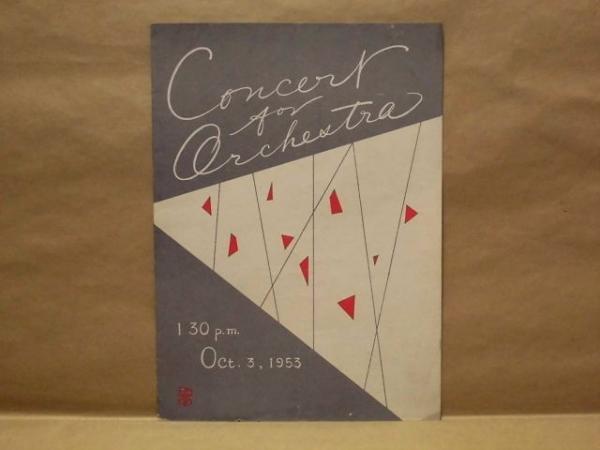 Concert
for
Orchestra
1 30 p.m.
Oct. 3, 1953